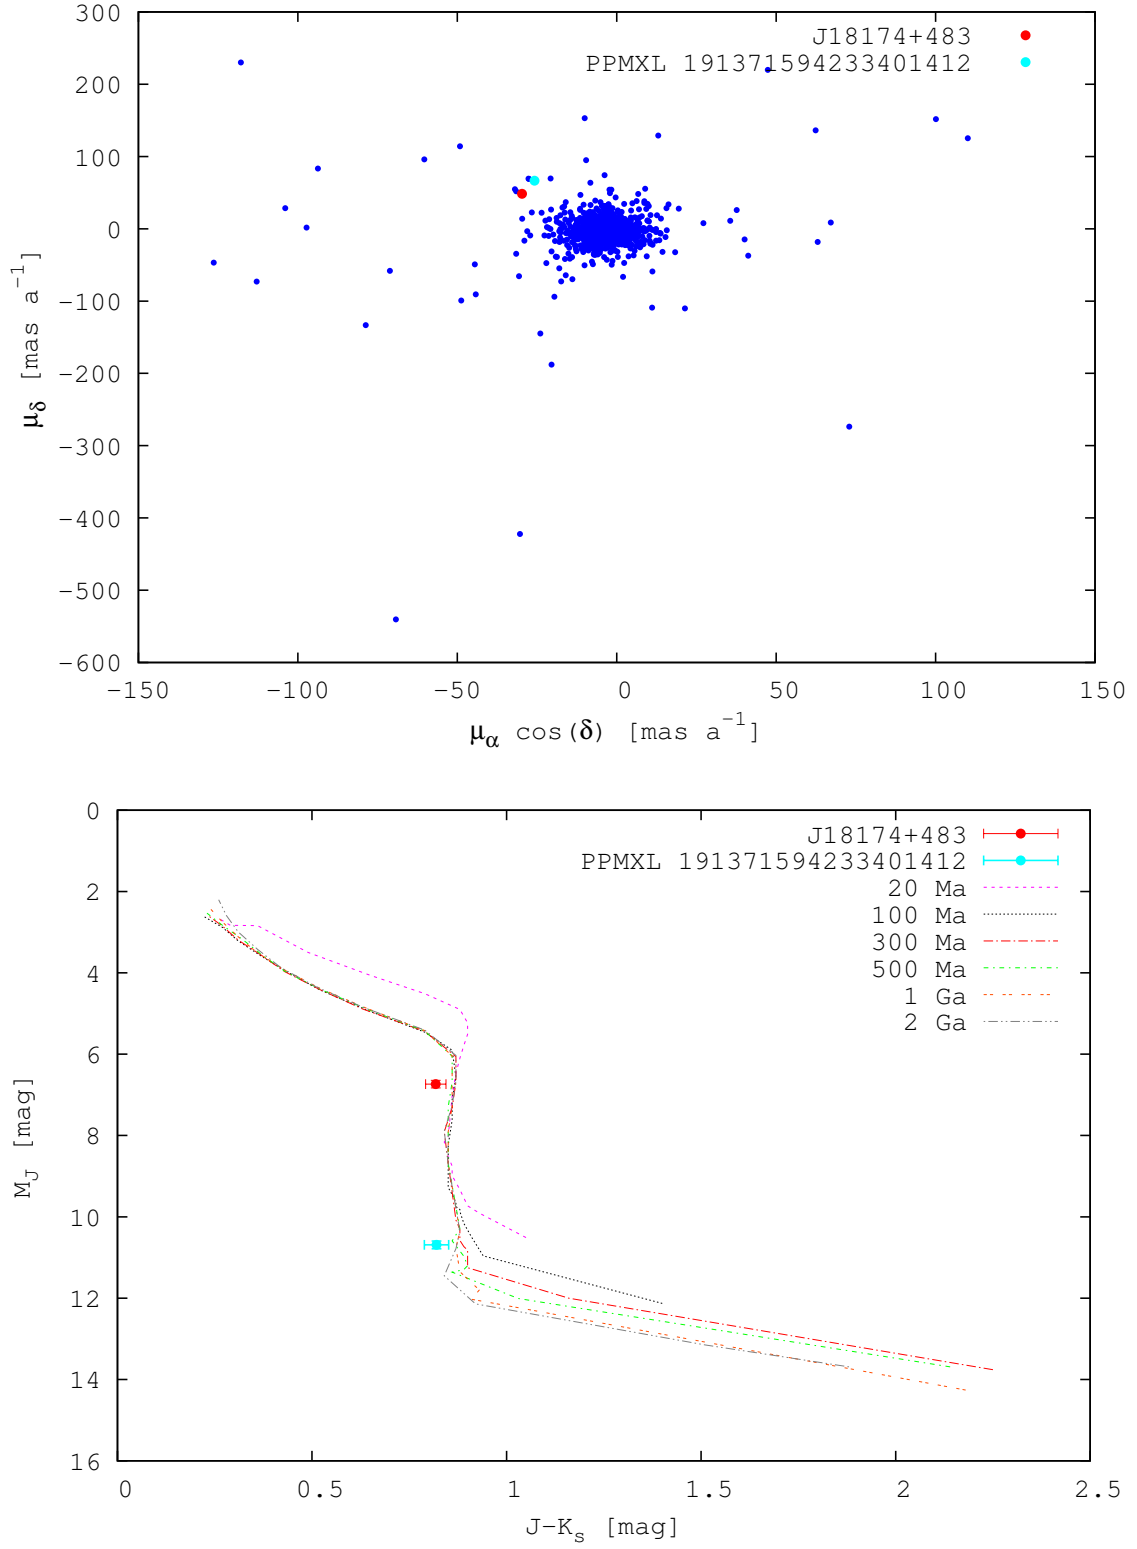 300
200
100
0
−100
−200
−300
−400
−500
−600
μδ [mas a−1]
J18174+483
PPMXL 191371594233401412
−150 −100 −50 0 50 100 150
μα cos(δ) [mas a−1]
0
2
4
6
8
10
12
14
16
MJ [mag]
J18174+483
PPMXL 191371594233401412
20 Ma
100 Ma
300 Ma
500 Ma
1 Ga
2 Ga
0 0.5 1 1.5 2 2.5
J−Ks [mag]